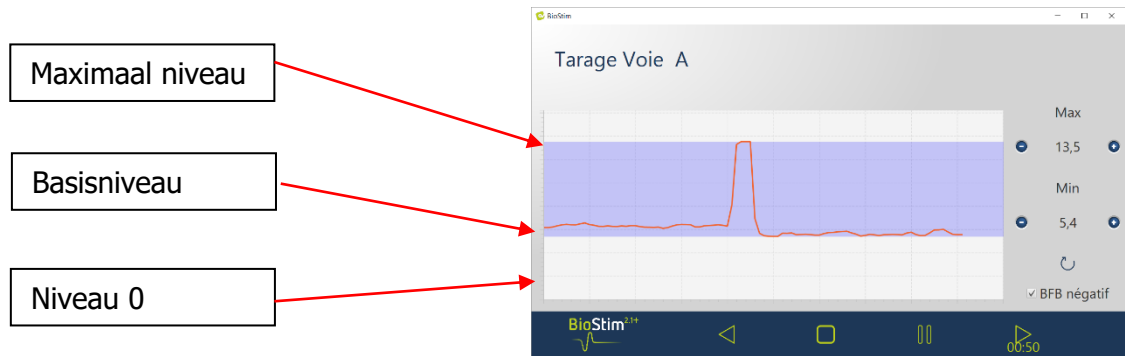 Maximaal niveau
Basisniveau
Niveau 0
BioStim
Tarage Voie A
Max
13,5
Min
5,4
BFB négatif
BioStim 2.1+
00:50